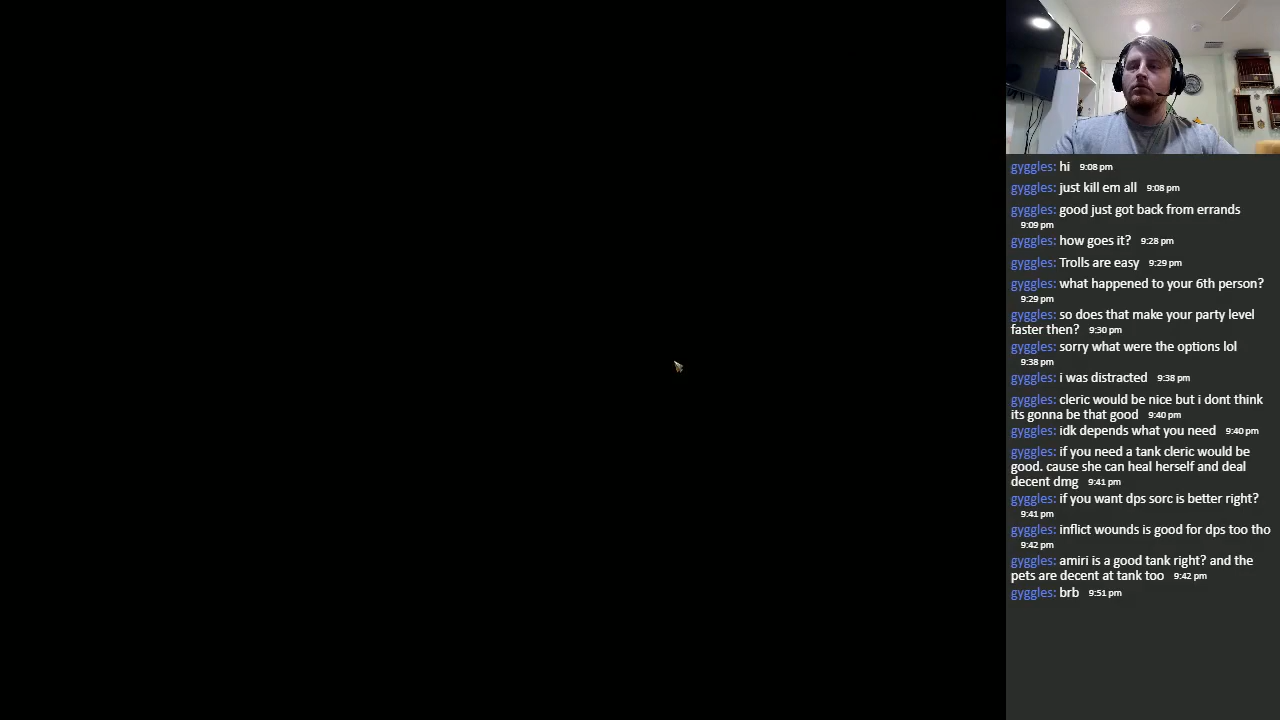 gyggles: hi 9:08 pm
gyggles: just kill em all 9:08 pm
gyggles: good just got back from errands
9:09 pm
gyggles: how goes it? 9:28 pm
gyggles: Trolls are easy 9:29 pm
gyggles: what happened to your 6th person?
9:29 pm
gyggles: so does that make your party level
faster then? 9:30 pm
gyggles: sorry what were the options lol
9:38 pm
gyggles: i was distracted 9:38 pm
gyggles: cleric would be nice but i dont think
its gonna be that good 9:40 pm
gyggles: idk depends what you need 9:40 pm
gyggles: if you need a tank cleric would be
good. cause she can heal herself and deal
decent dmg 9:41 pm
gyggles: if you want dps sorc is better right?
9:41 pm
gyggles: inflict wounds is good for dps too tho
9:42 pm
gyggles: amiri is a good tank right? and the
pets are decent at tank too 9:42 pm
gyggles: brb 9:51 pm